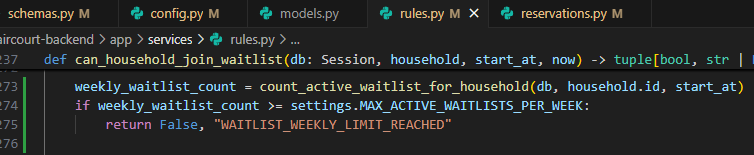 schemas.py M config.py M models.py rules.py M × reservations.py M
aircourt-backend > app > services > rules.py > ...
237 def can_household_join_waitlist(db: Session, household, start_at, now) -> tuple[bool, str |
273 weekly_waitlist_count = count_active_waitlist_for_household(db, household.id, start_at)
274 if weekly_waitlist_count >= settings.MAX_ACTIVE_WAITLISTS_PER_WEEK:
275 return False, "WAITLIST_WEEKLY_LIMIT_REACHED"
276